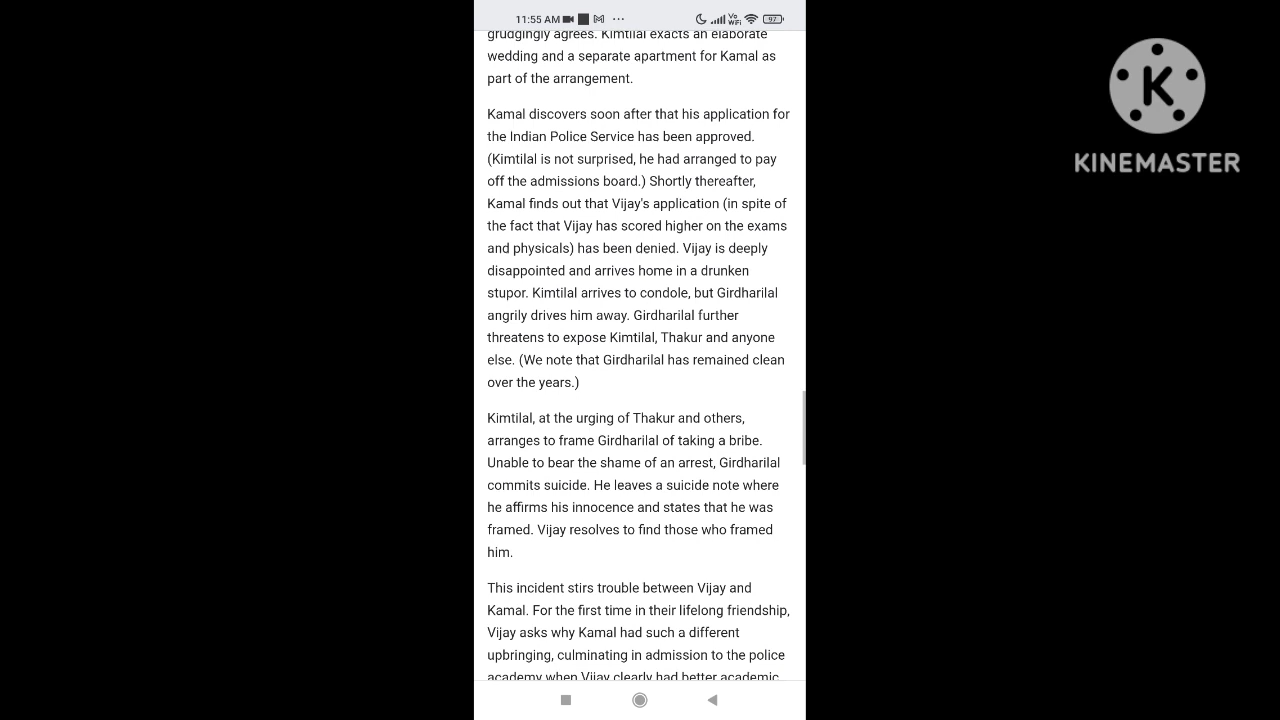 11:55 AM
Vo
WiFi
97
grudgingly agrees. Kimtilal exacts an elaborate
wedding and a separate apartment for Kamal as
part of the arrangement.
Kamal discovers soon after that his application for
the Indian Police Service has been approved.
(Kimtilal is not surprised, he had arranged to pay
off the admissions board.) Shortly thereafter,
Kamal finds out that Vijay's application (in spite of
the fact that Vijay has scored higher on the exams
and physicals) has been denied. Vijay is deeply
disappointed and arrives home in a drunken
stupor. Kimtilal arrives to condole, but Girdharilal
angrily drives him away. Girdharilal further
threatens to expose Kimtilal, Thakur and anyone
else. (We note that Girdharilal has remained clean
over the years.)
Kimtilal, at the urging of Thakur and others,
arranges to frame Girdharilal of taking a bribe.
Unable to bear the shame of an arrest, Girdharilal
commits suicide. He leaves a suicide note where
he affirms his innocence and states that he was
framed. Vijay resolves to find those who framed
him.
This incident stirs trouble between Vijay and
Kamal. For the first time in their lifelong friendship,
Vijay asks why Kamal had such a different
upbringing, culminating in admission to the police
academy when Vijay clearly had better academic
K
KINEMASTER